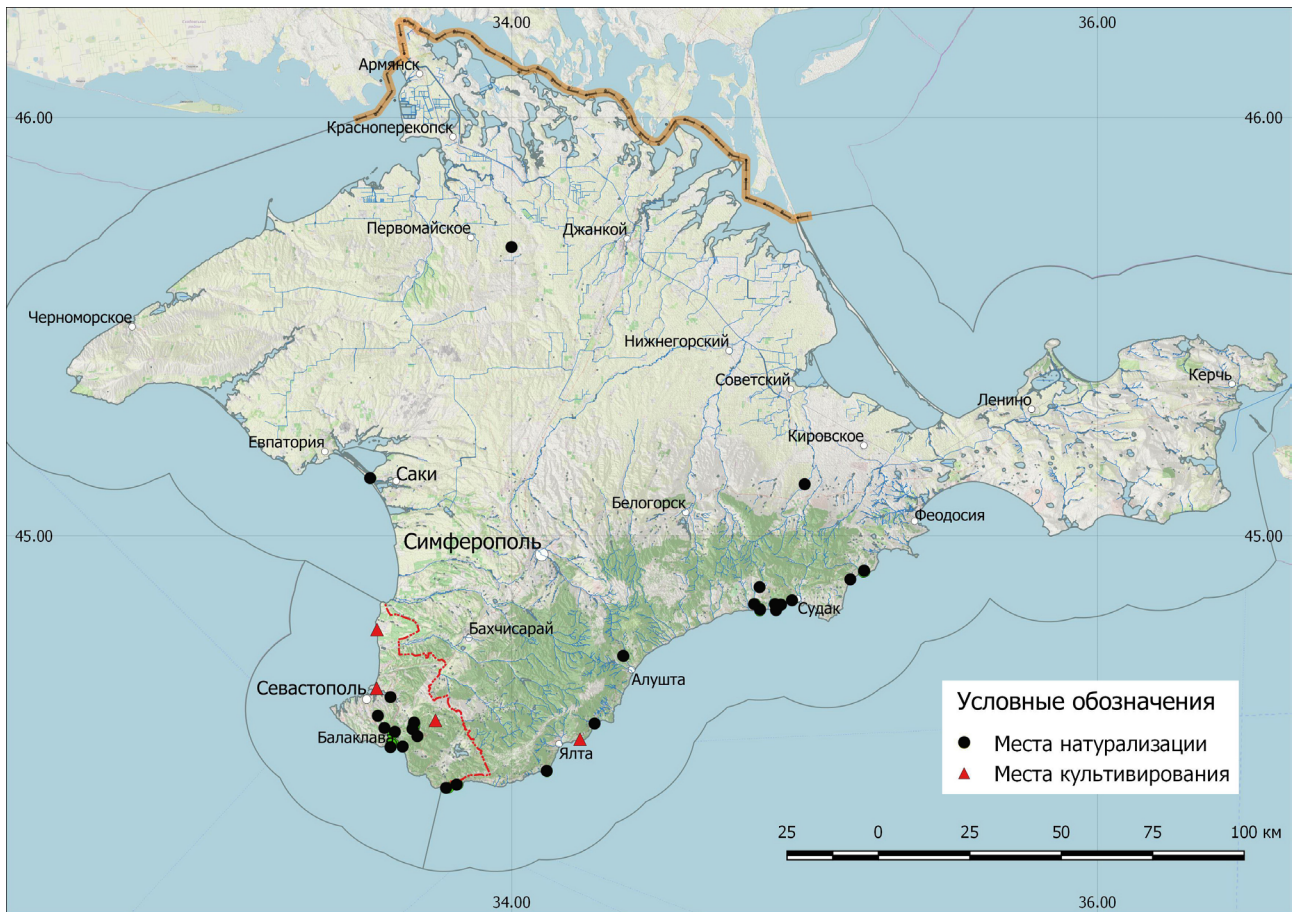 34.00
36.00
Армянск
46.00
46.00
Красноперекопск
Первомайское
Джанкой
Черноморское
Нижнегорский
Советский
Керчь
Ленино
Евпатория
Кировское
Саки
Белогорск
Феодосия
45.00
Симферополь
45.00
Судак
Бахчисарай
Алушта
Севастополь
Балаклава
Ялта
Условные обозначения
Места натурализации
Места культивирования
25 0 25 50 75 100 км
34.00
36.00